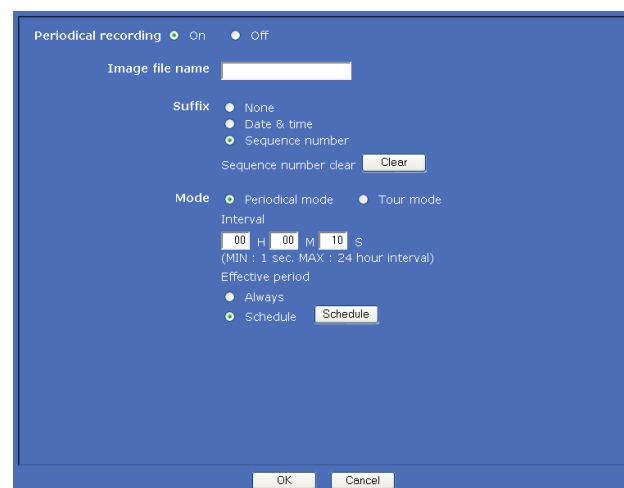 Periodical recording On Off
Image file name
Suffix None
Date & time
Sequence number
Sequence number clear Clear
Mode Periodical mode Tour mode
Interval
00 H 00 M 10 S
(MIN : 1 sec. MAX : 24 hour interval)
Effective period
Always
Schedule Schedule
OK Cancel